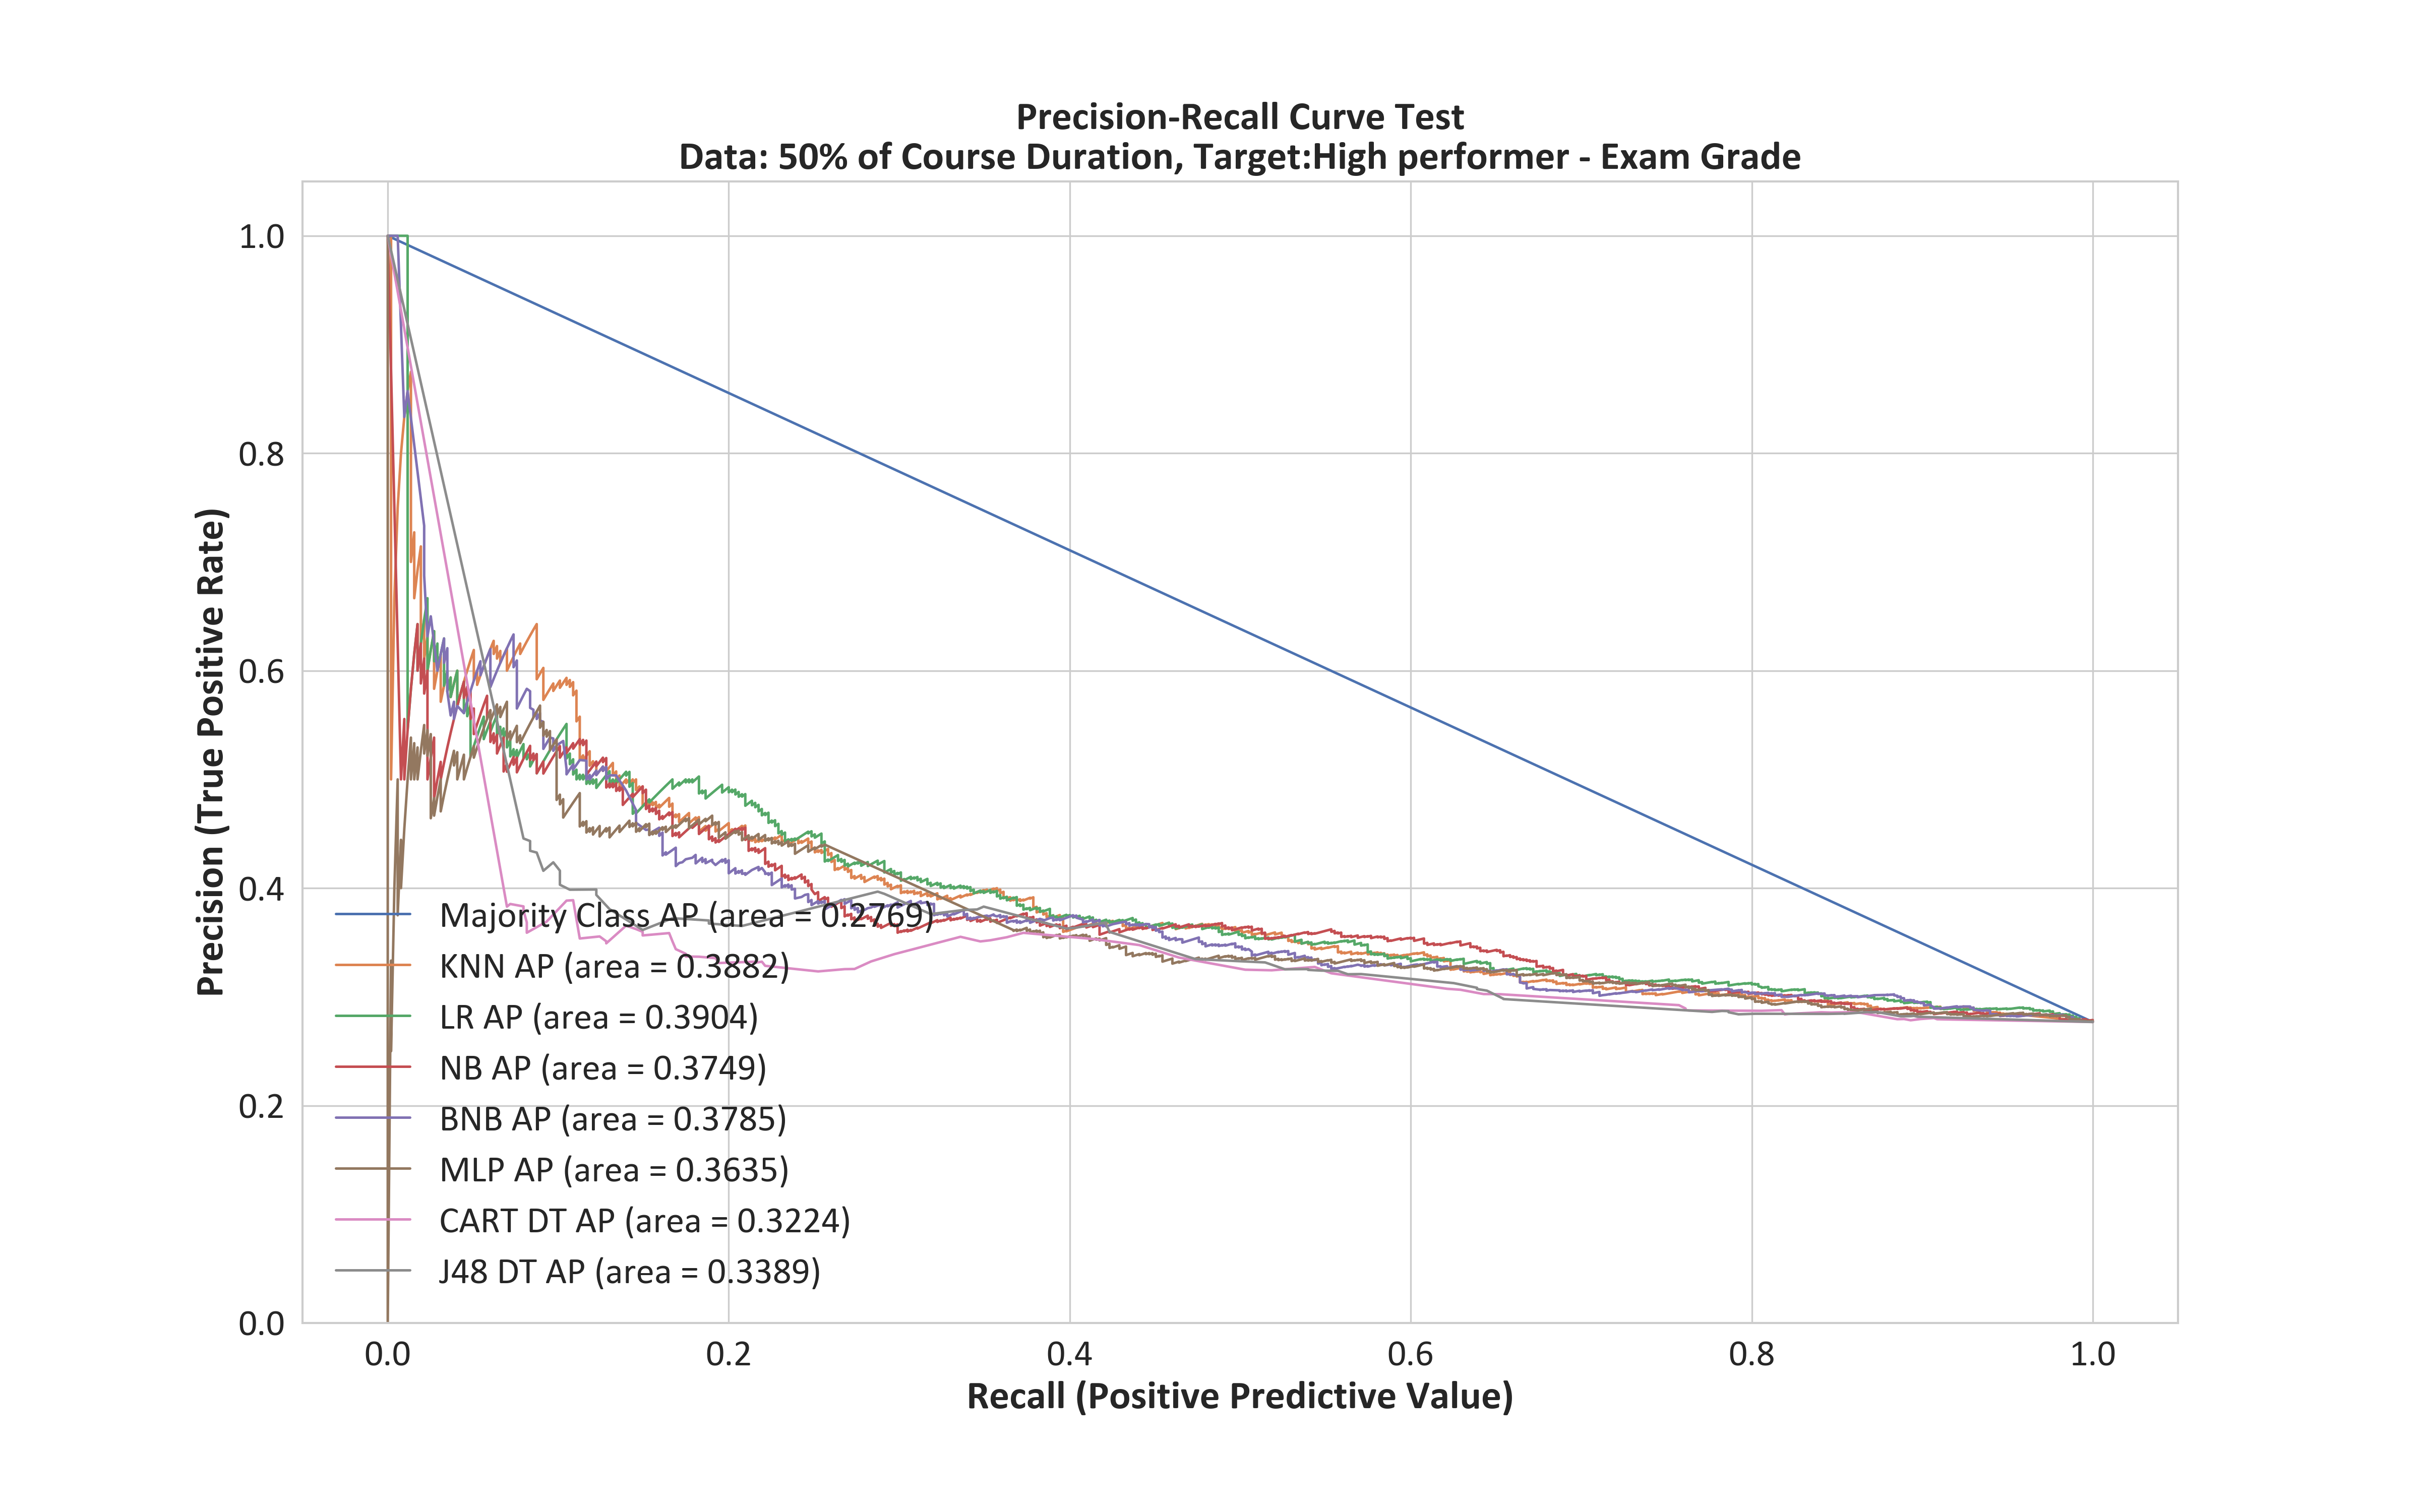 Precision-Recall Curve Test
Data: 50% of Course Duration, Target:High performer - Exam Grade
Precision (True Positive Rate)
1.0
0.8
0.6
0.4
0.2
0.0
Majority Class AP (area = 0.2769)
KNN AP (area = 0.3882)
LR AP (area = 0.3904)
NB AP (area = 0.3749)
BNB AP (area = 0.3785)
MLP AP (area = 0.3635)
CART DT AP (area = 0.3224)
J48 DT AP (area = 0.3389)
0.0 0.2 0.4 0.6 0.8 1.0
Recall (Positive Predictive Value)